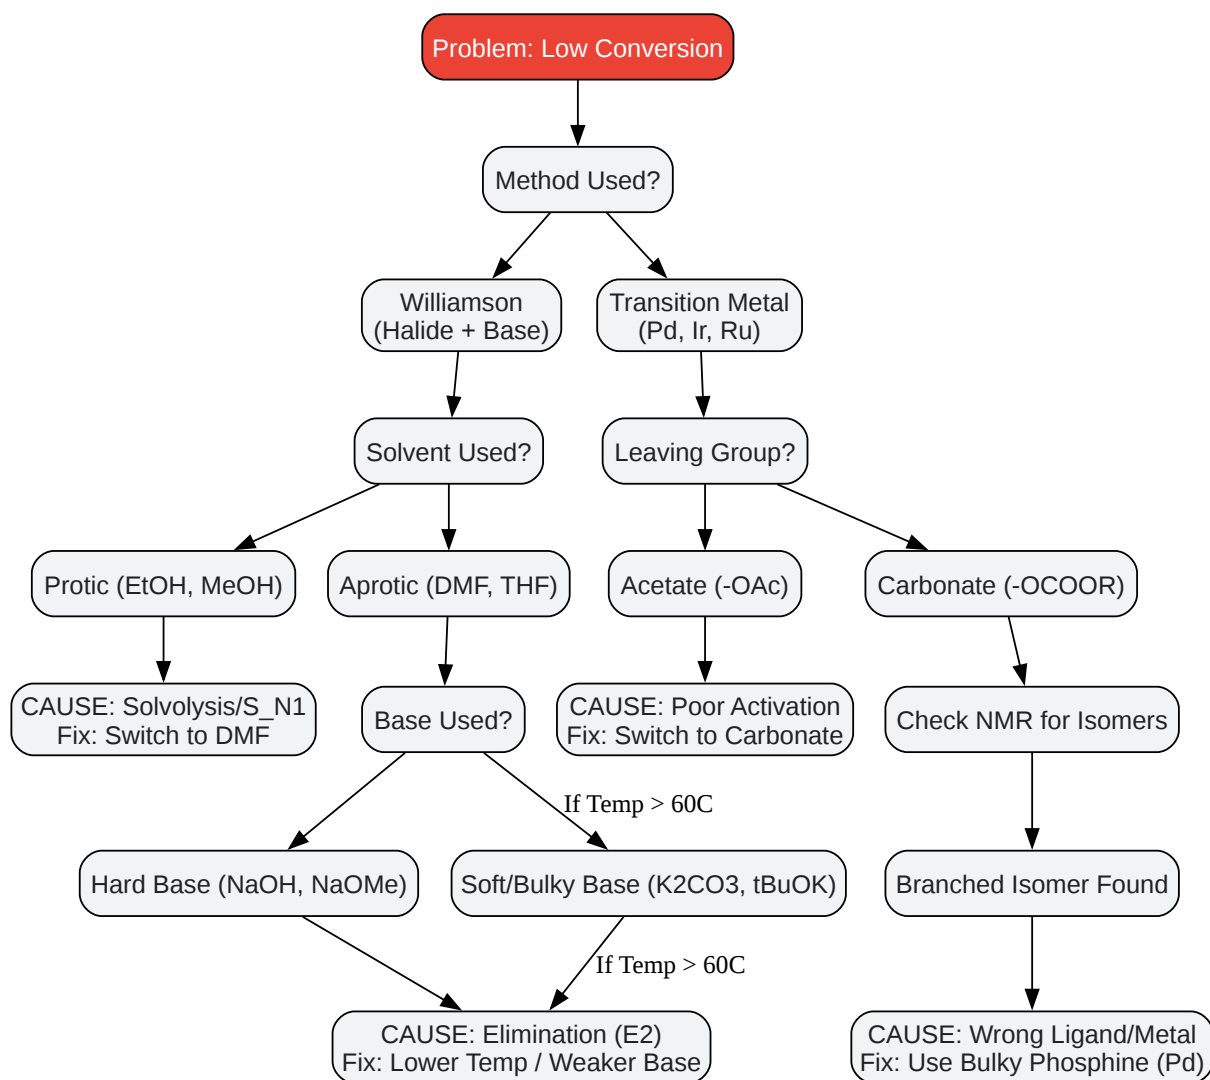 Problem: Low Conversion
Method Used?
Williamson
(Halide + Base)
Transition Metal
(Pd, Ir, Ru)
Solvent Used?
Leaving Group?
Protic (EtOH, MeOH)
Aprotic (DMF, THF)
Acetate (-OAc)
Carbonate (-OCOOR)
CAUSE: Solvolysis/S_N1
Fix: Switch to DMF
Base Used?
CAUSE: Poor Activation
Fix: Switch to Carbonate
Check NMR for Isomers
If Temp > 60C
Hard Base (NaOH, NaOMe)
Soft/Bulky Base (K2CO3, tBuOK)
Branched Isomer Found
If Temp > 60C
CAUSE: Elimination (E2)
Fix: Lower Temp / Weaker Base
CAUSE: Wrong Ligand/Metal
Fix: Use Bulky Phosphine (Pd)